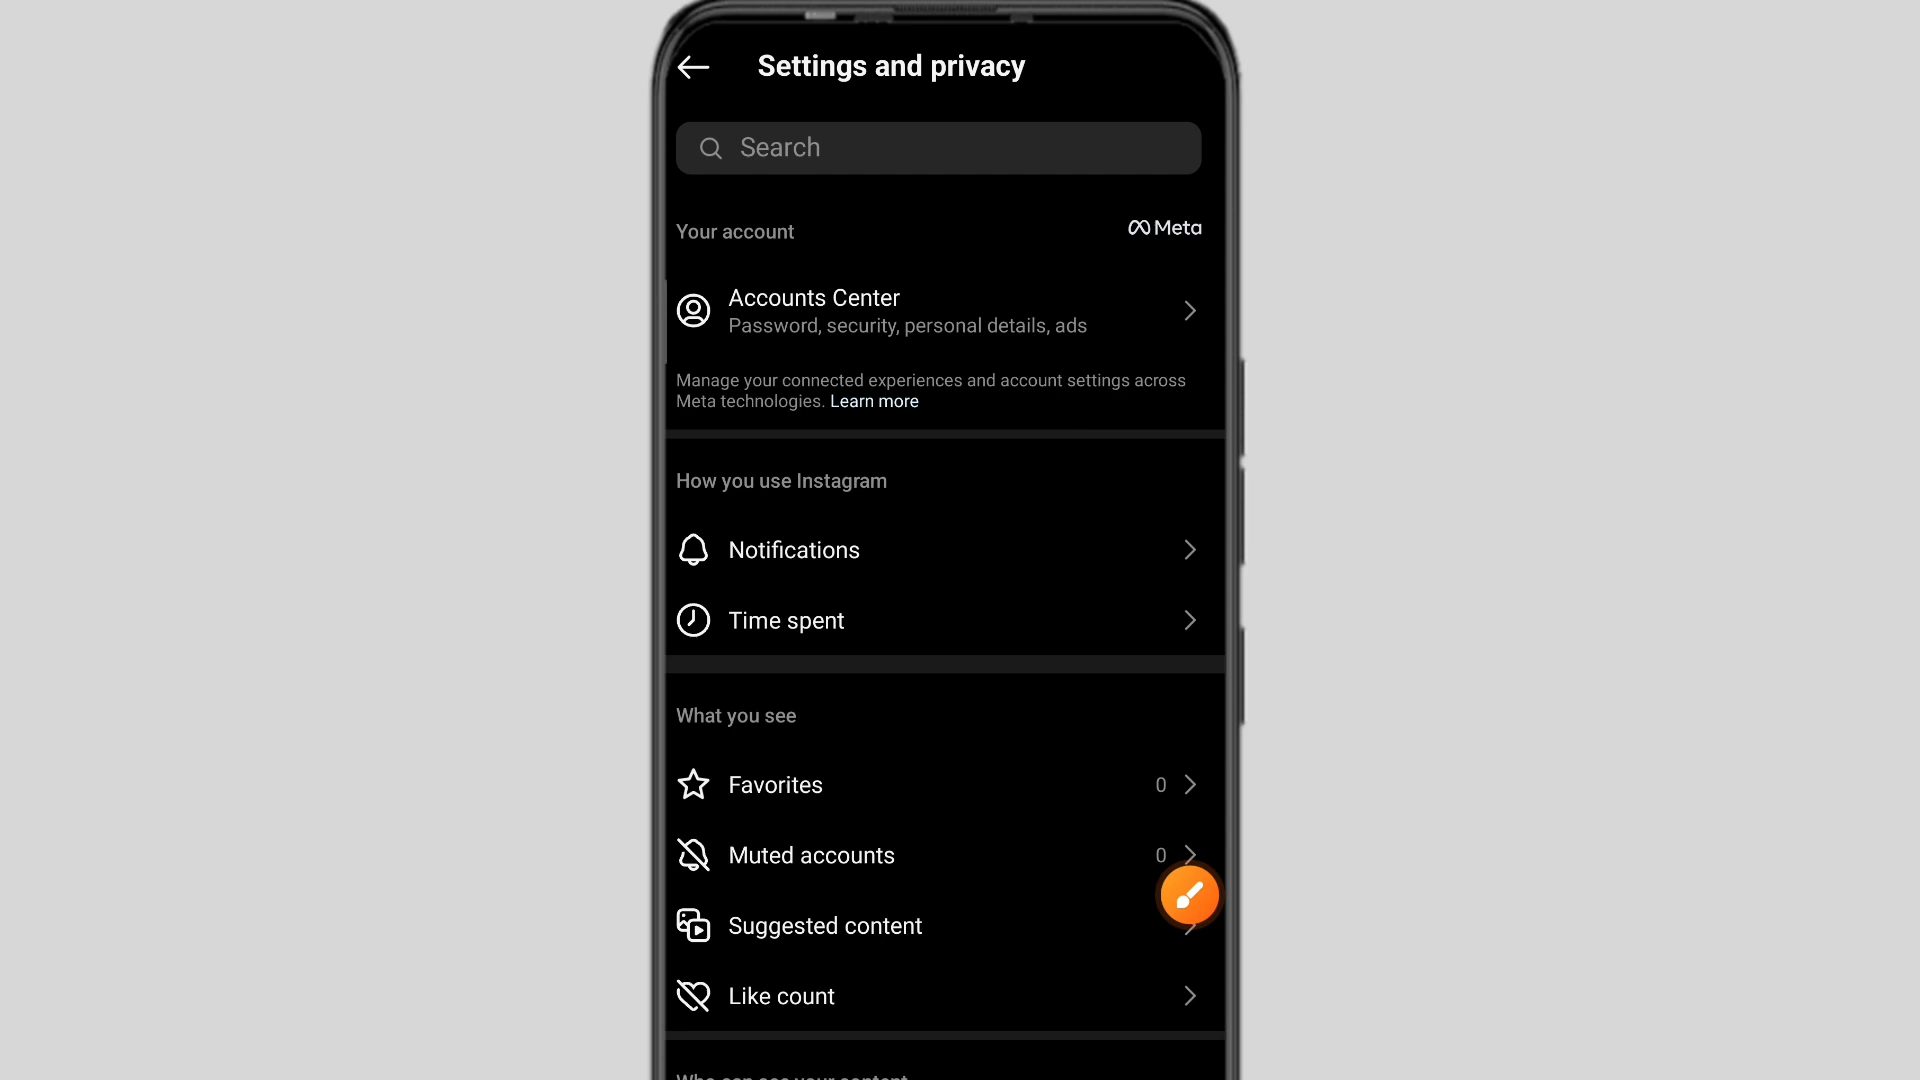 Settings and privacy
Search
Your account
Meta
Accounts Center
Password, security, personal details, ads
Manage your connected experiences and account settings across
Meta technologies. Learn more
How you use Instagram
Notifications
Time spent
What you see
Favorites 0
Muted accounts 0
Suggested content
Like count
Who can see your content